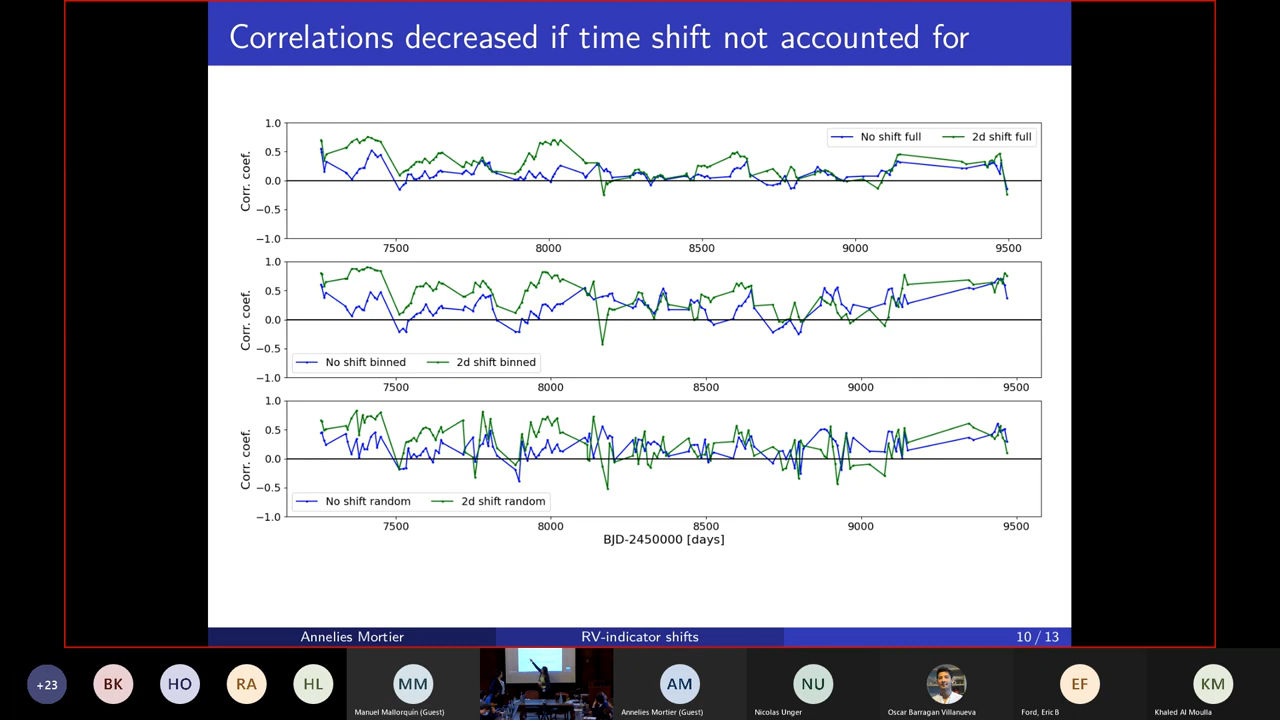 Correlations decreased if time shift not accounted for
1.0
0.5
0.0
−0.5
−1.0
Corr. coef.
No shift full
2d shift full
7500
8000
8500
9000
9500
1.0
0.5
0.0
−0.5
−1.0
Corr. coef.
No shift binned
2d shift binned
7500
8000
8500
9000
9500
1.0
0.5
0.0
−0.5
−1.0
Corr. coef.
No shift random
2d shift random
7500
8000
8500
9000
9500
BJD-2450000 [days]
Annelies Mortier
RV-indicator shifts
10 / 13
+23
BK
HO
RA
HL
MM
AM
NU
EF
KM
Manuel Mallorquín (Guest)
Annelies Mortier (Guest)
Nicolas Unger
Oscar Barragan Villanueva
Ford, Eric B
Khaled Al Moulla